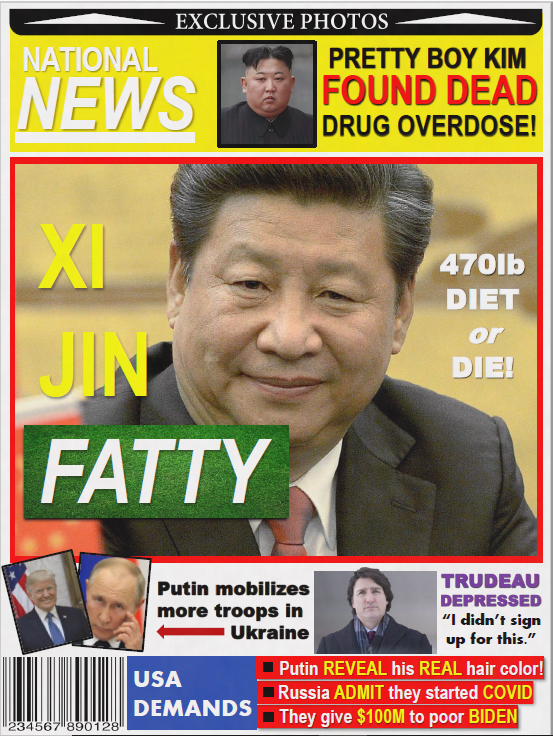 EXCLUSIVE PHOTOS
NATIONAL
NEWS
PRETTY BOY KIM
FOUND DEAD
DRUG OVERDOSE!
XI
JIN
FATTY
470lb
DIET
or
DIE!
Putin mobilizes
more troops in
Ukraine
TRUDEAU
DEPRESSED
“I didn’t sign
up for this.”
USA
DEMANDS
■ Putin REVEAL his REAL hair color!
■ Russia ADMIT they started COVID
■ They give $100M to poor BIDEN
234567 890128